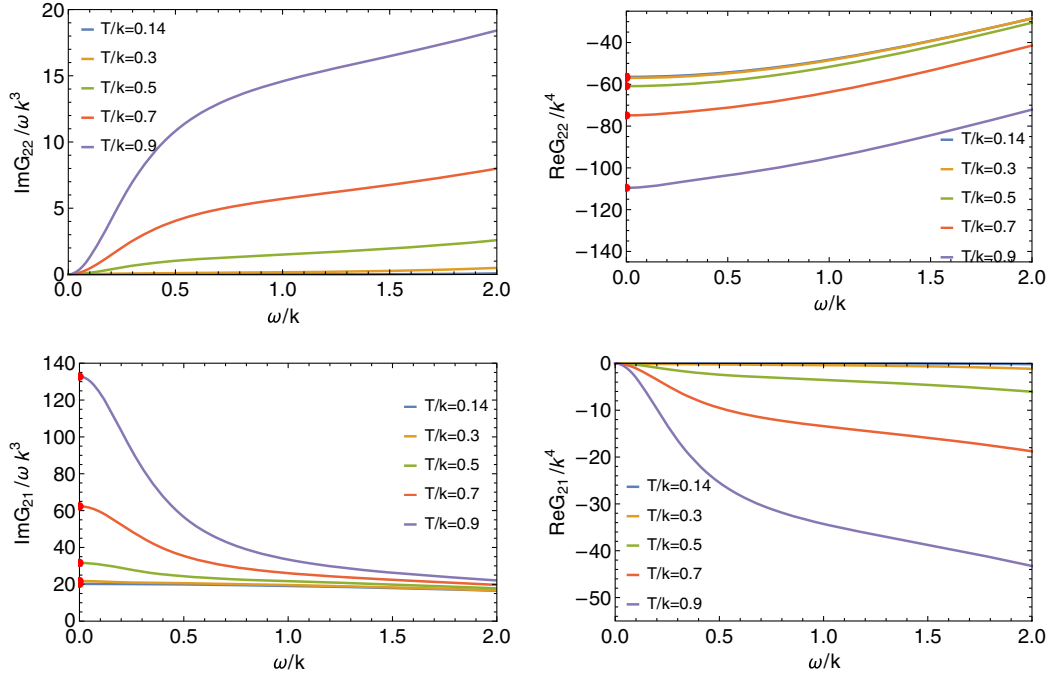 20
15
10
5
0
ImG22/ωk3
T/k=0.14
T/k=0.3
T/k=0.5
T/k=0.7
T/k=0.9
0.0 0.5 1.0 1.5 2.0
ω/k
-40
-60
-80
-100
-120
-140
ReG22/k4
T/k=0.14
T/k=0.3
T/k=0.5
T/k=0.7
T/k=0.9
0.0 0.5 1.0 1.5 2.0
ω/k
140
120
100
80
60
40
20
0
ImG21/ωk3
T/k=0.14
T/k=0.3
T/k=0.5
T/k=0.7
T/k=0.9
0.0 0.5 1.0 1.5 2.0
ω/k
0
-10
-20
-30
-40
-50
ReG21/k4
T/k=0.14
T/k=0.3
T/k=0.5
T/k=0.7
T/k=0.9
0.0 0.5 1.0 1.5 2.0
ω/k